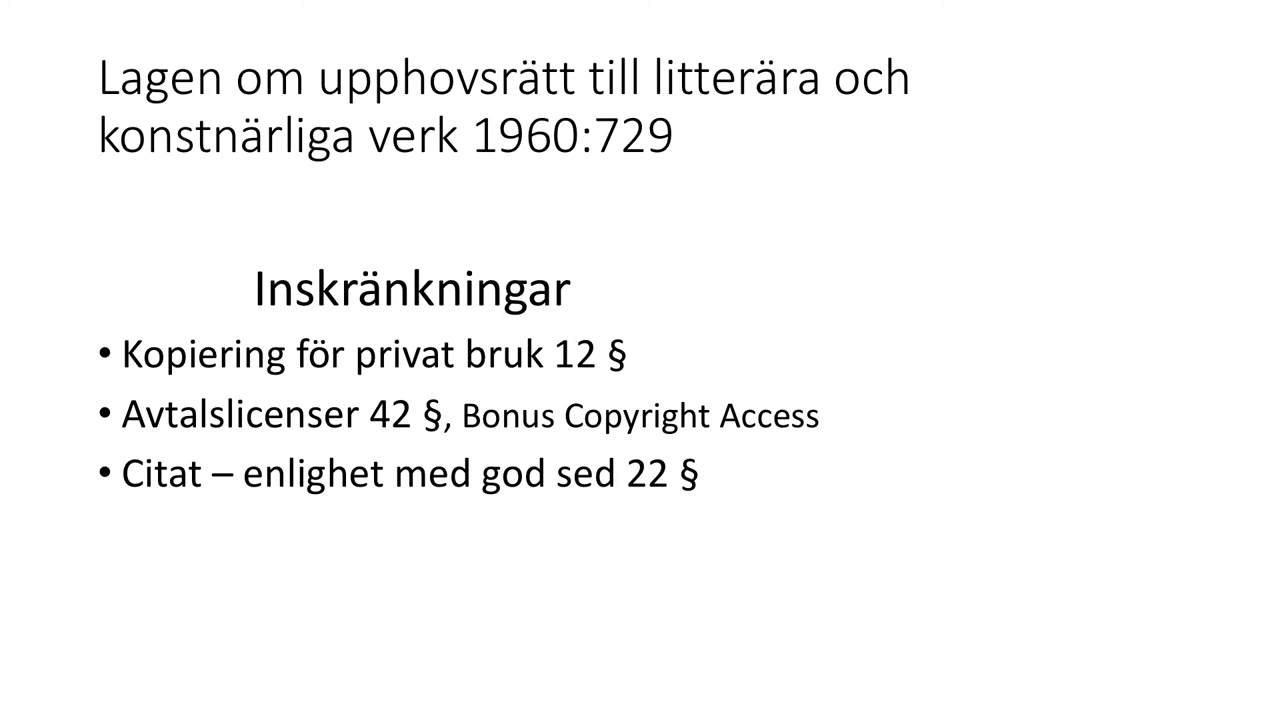 Lagen om upphovsrätt till litterära och
konstnärliga verk 1960:729
Inskränkningar
• Kopiering för privat bruk 12 §
• Avtalslicenser 42 §, Bonus Copyright Access
• Citat – enlighet med god sed 22 §